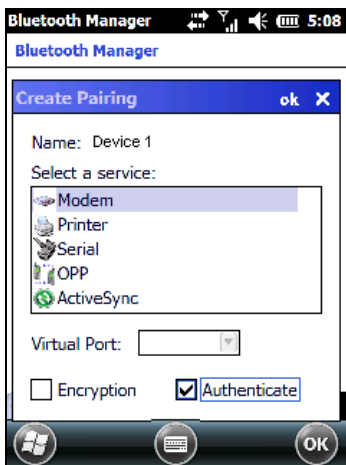 Bluetooth Manager 5:08
Bluetooth Manager
Create Pairing ok
Name: Device 1
Select a service:
Modem
Printer
Serial
OPP
ActiveSync
Virtual Port:
Encryption Authenticate
OK